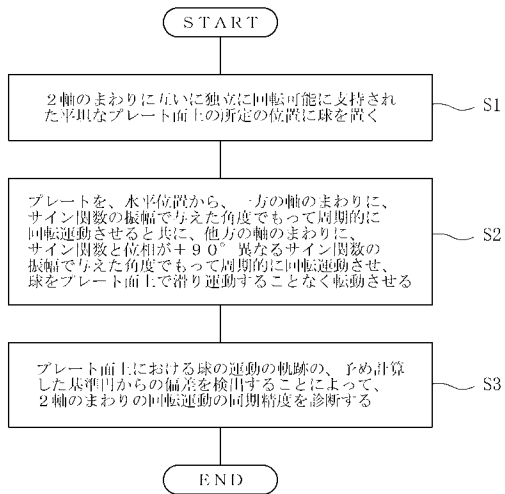 START
2軸のまわりに互いに独立に回転可能に支持され
た平坦なプレート面上の所定の位置に球を置く
S1
プレートを、水平位置から、一方の軸のまわりに、
サイン関数の振幅で与えた角度でもって周期的に
回転運動させると共に、他方の軸のまわりに、
サイン関数と位相が+90°異なるサイン関数の
振幅で与えた角度でもって周期的に回転運動させ、
球をプレート面上で滑り運動することなく転動させる
S2
プレート面上における球の運動の軌跡の、予め計算
した基準円からの偏差を検出することによって、
2軸のまわりの回転運動の同期精度を診断する
S3
END